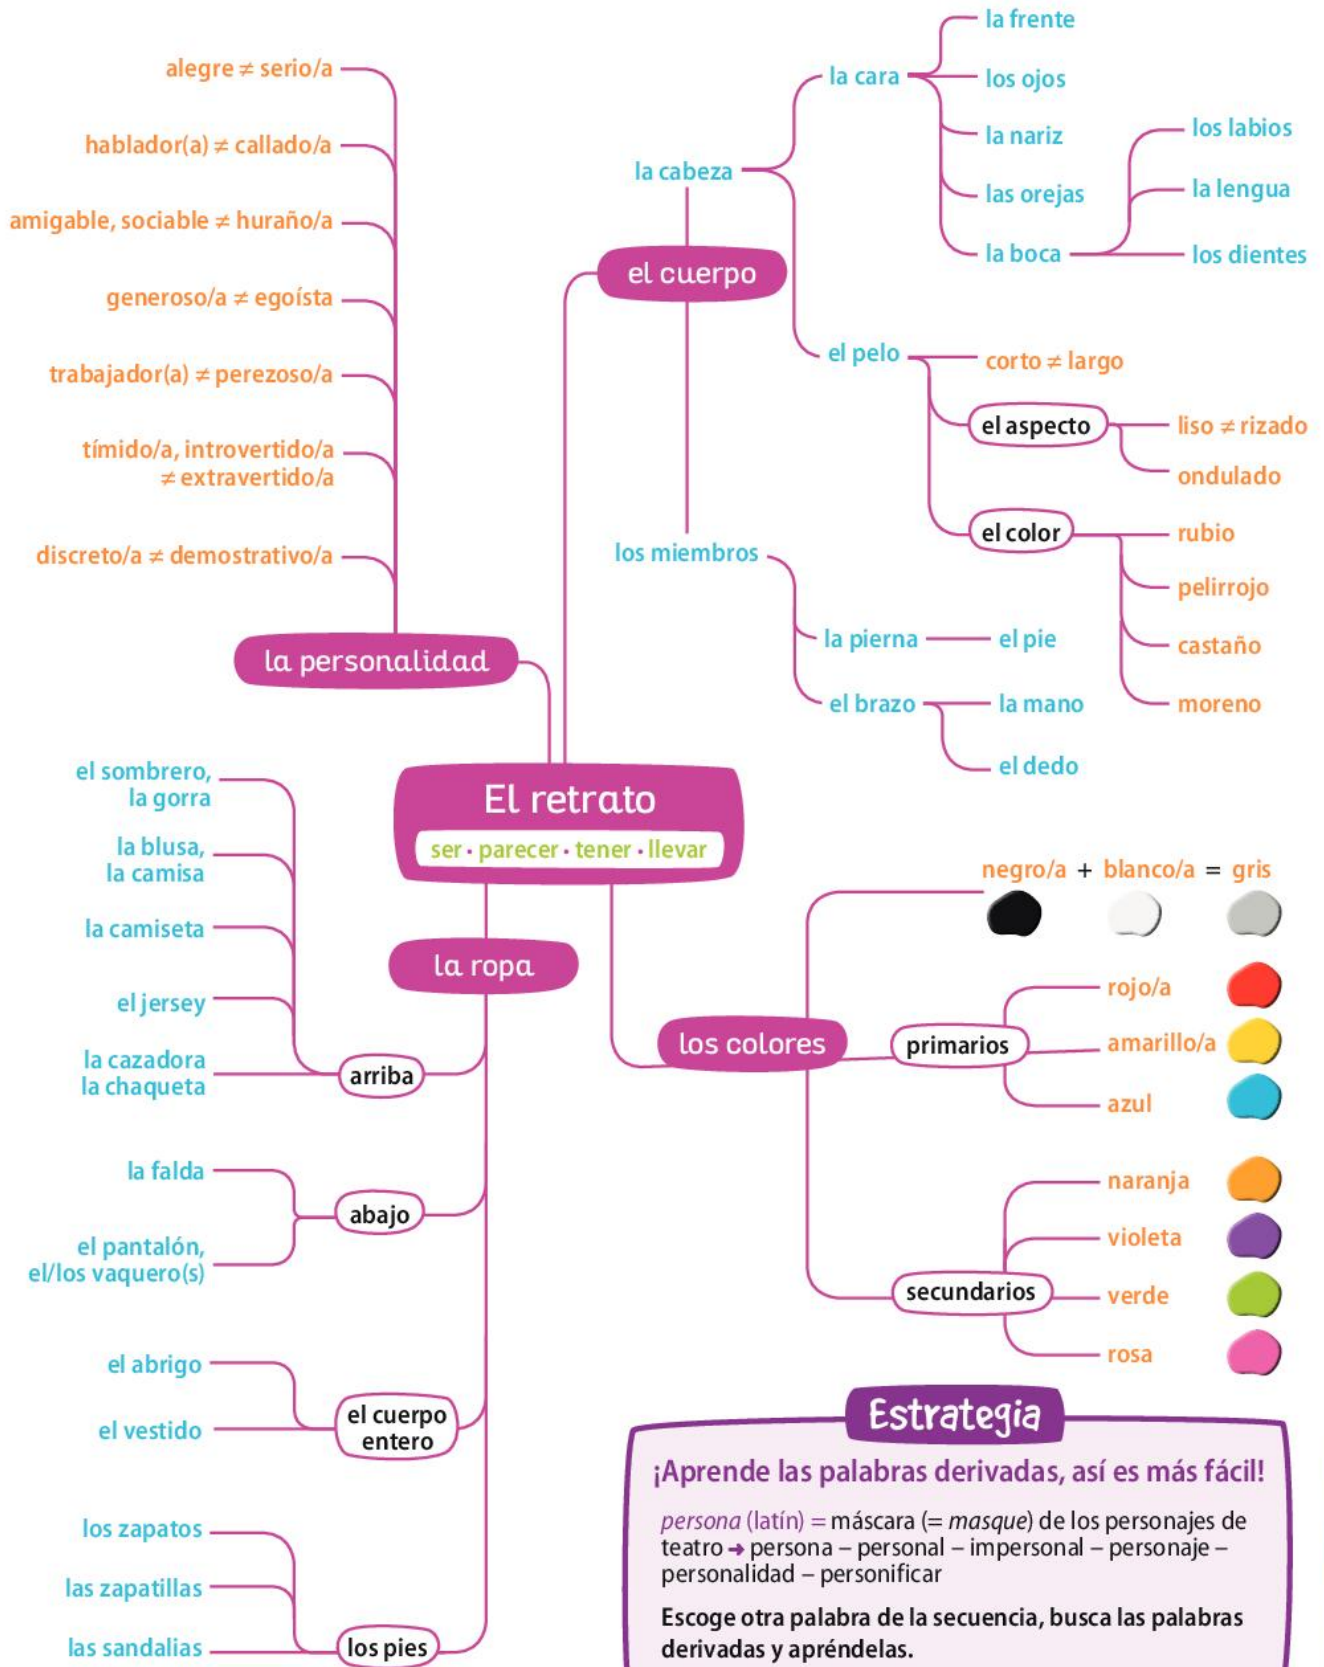 alegre ≠ serio/a
hablador(a) ≠ callado/a
amigable, sociable ≠ huraño/a
generoso/a ≠ egoísta
trabajador(a) ≠ perezoso/a
tímido/a, introvertido/a
≠ extravertido/a
discreto/a ≠ demostrativo/a
la personalidad
el cuerpo
la cabeza
la cara
la frente
los ojos
la nariz
las orejas
la boca
los labios
la lengua
los dientes
el pelo
corto ≠ largo
el aspecto
liso ≠ rizado
ondulado
el color
rubio
pelirrojo
castaño
moreno
los miembros
la pierna
el pie
el brazo
la mano
el dedo
El retrato
ser • parecer • tener • llevar
la ropa
el sombrero,
la gorra
la blusa,
la camisa
la camiseta
el jersey
la cazadora
la chaqueta
arriba
la falda
el pantalón,
el/los vaquero(s)
abajo
el abrigo
el vestido
el cuerpo
entero
los zapatos
las zapatillas
las sandalias
los pies
los colores
negro/a + blanco/a = gris
primarios
rojo/a
amarillo/a
azul
secundarios
naranja
violeta
verde
rosa
Estrategia
¡Aprende las palabras derivadas, así es más fácil!
persona (latín) = máscara (= masque) de los personajes de
teatro ➜ persona – personal – impersonal – personaje –
personalidad – personificar
Escoge otra palabra de la secuencia, busca las palabras
derivadas y apréndelas.